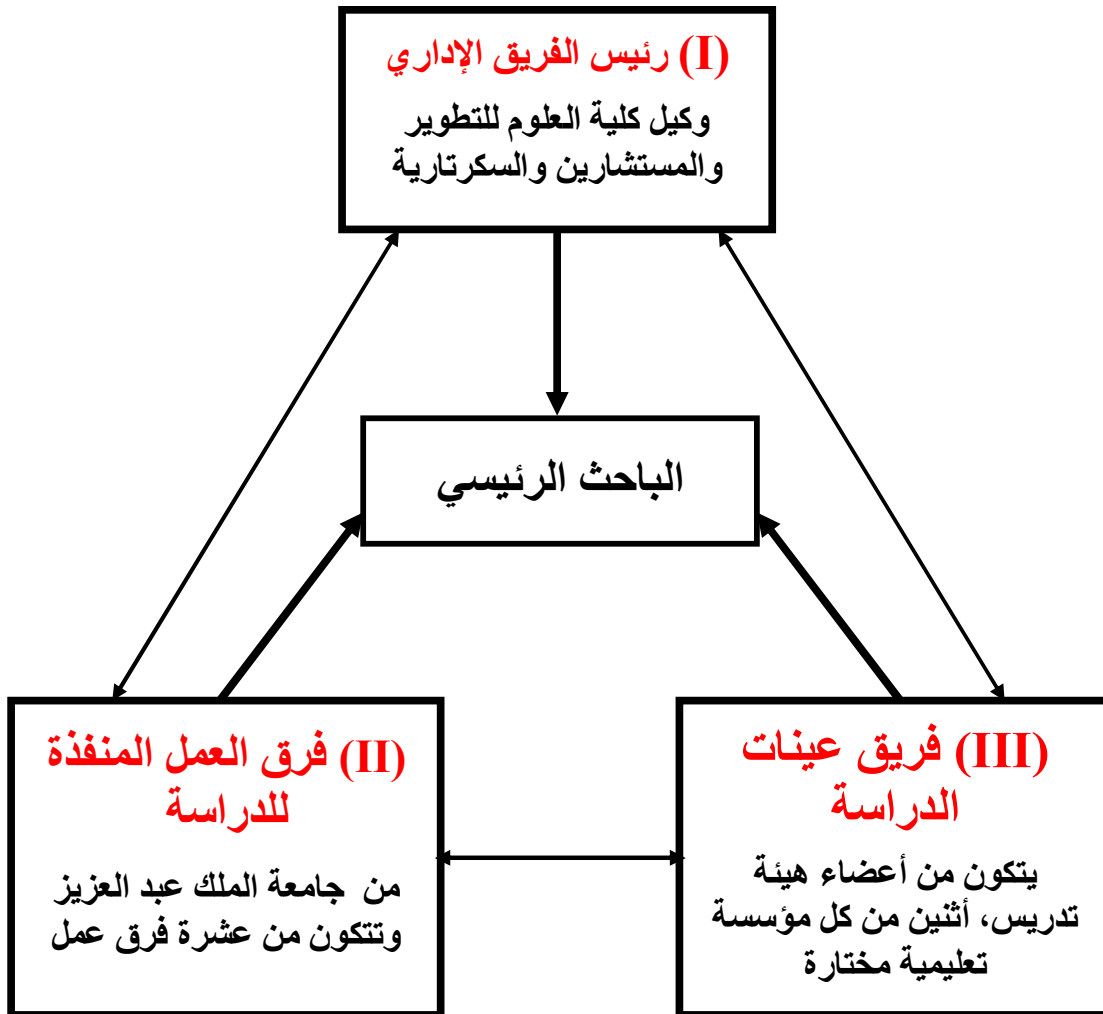 (I) رئيس الفريق الإداري
وكيل كلية العلوم للتطوير
والمستشارين والسكرتارية
الباحث الرئيسي
(III) فريق عينات
الدراسة
يتكون من أعضاء هيئة
تدريس، أثنين من كل مؤسسة
تعليمية مختارة
(II) فرق العمل المنفذة
للدراسة
من جامعة الملك عبد العزيز
وتتكون من عشرة فرق عمل